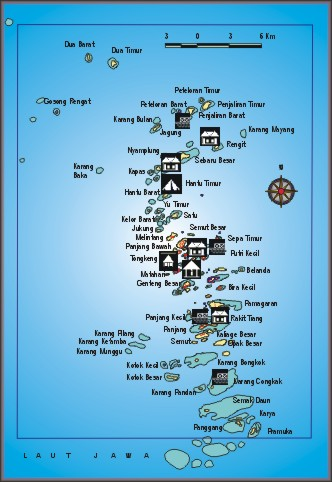 3 0 3 6 Km
Dua Barat
Dua Timur
Peteloran Timur
Gosong Rengat
Peteloran Barat
Penjaliran Timur
Penjaliran Barat
Karang Bulan
Jagung
Karang Mayang
Rengit
Nyamplung
Sebaru Besar
Karang
Baka
Kapas
Hantu Timur
Hantu Barat
Yu Timur
Satu
Kelor Barat
Jukung
Semut Besar
Melintang
Sepa Timur
Panjang Bawah
Putri Kecil
Tongkeng
Belanda
Matahari
Genteng Besar
Bira Kecil
Pamagaran
Panjang Kecil
Rakit Tiang
Panjang
Karang Pilang
Kaliage Besar
Karang Ketamba
Semut
Opak Besar
Karang Munggu
Kotok Kecil
Karang Bongkok
Kotok Besar
Karang Congkak
Karang Pandan
Semak Daun
Karya
Panggang
Pramuka
LAUT JAWA